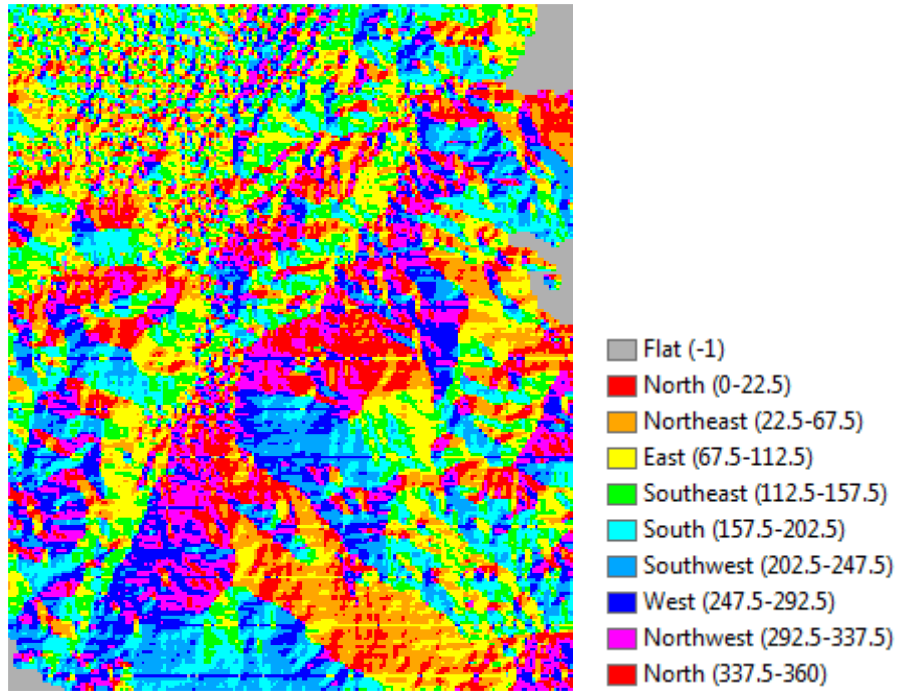 Flat (-1)
North (0-22.5)
Northeast (22.5-67.5)
East (67.5-112.5)
Southeast (112.5-157.5)
South (157.5-202.5)
Southwest (202.5-247.5)
West (247.5-292.5)
Northwest (292.5-337.5)
North (337.5-360)